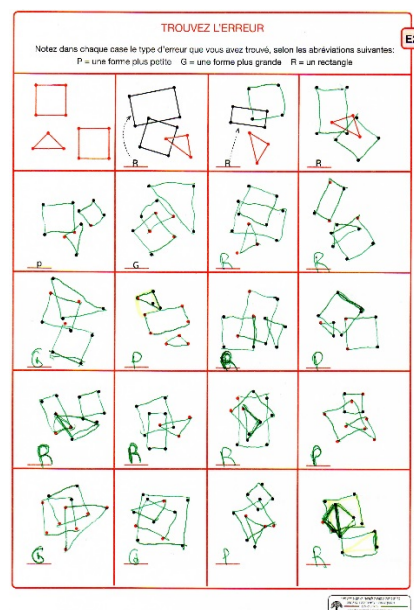 TROUVEZ L'ERREUR
E
Notez dans chaque case le type d'erreur que vous avez trouvé, selon les abréviations suivantes:
P = une forme plus petite G = une forme plus grande R = un rectangle
R R R
P G R R
G P R P
R R R P
G G P R